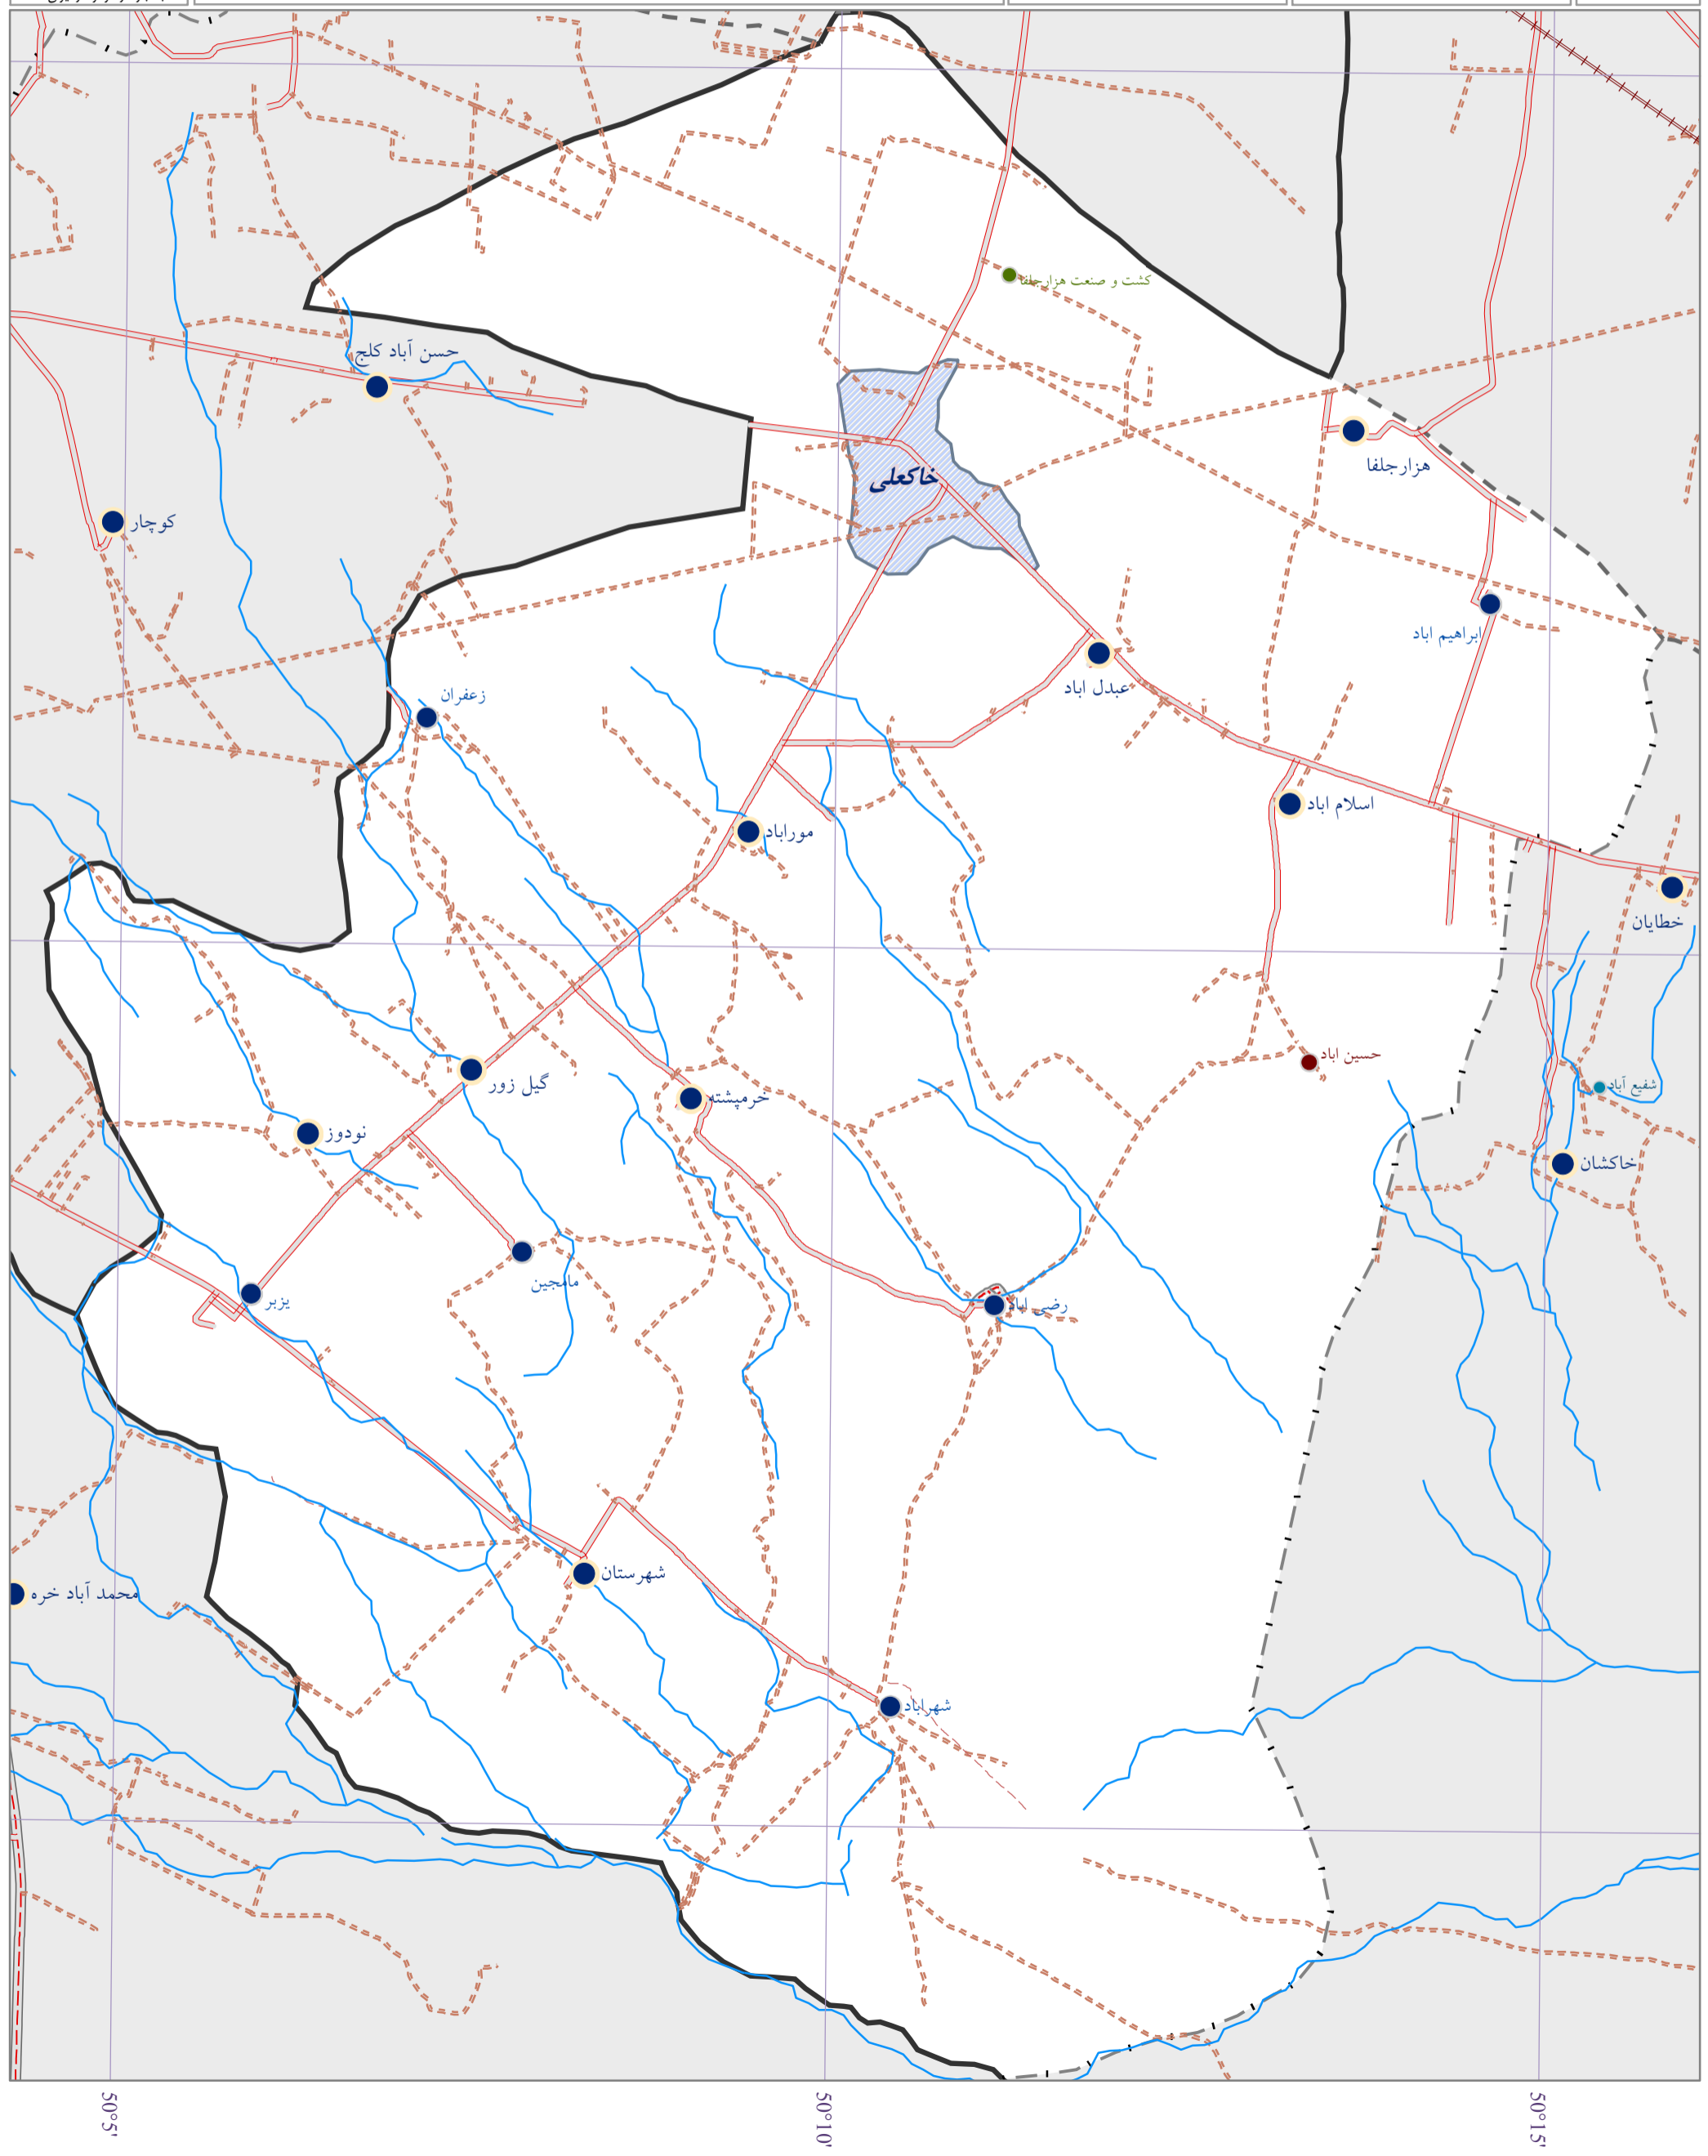 کشت و صنعت هزارجلفا
حسن آباد کلج
هزارجلفا
خاکعلی
کوچار
ابراهیم اباد
عبدل اباد
زعفران
اسلام اباد
موراباد
خطایان
حسین اباد
گیل زور
شفیع آباد
خرمپشته
نودوز
خاکشان
مامجین
یزبر
رضی اباد
شهرستان
محمد آباد خره
شهراباد
50°5'
50°10'
50°15'